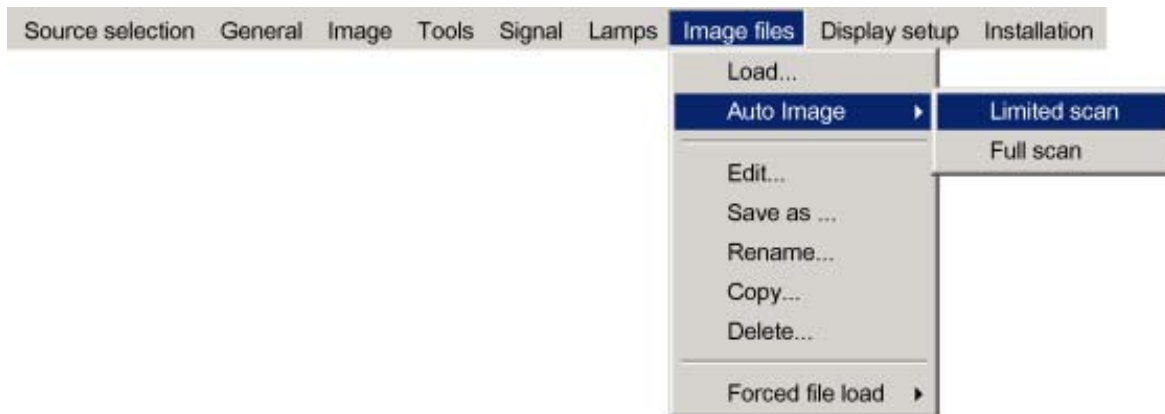 Source selection General Image Tools Signal Lamps Image files Display setup Installation
Load...
Auto Image Limited scan
Full scan
Edit...
Save as ...
Rename...
Copy...
Delete...
Forced file load